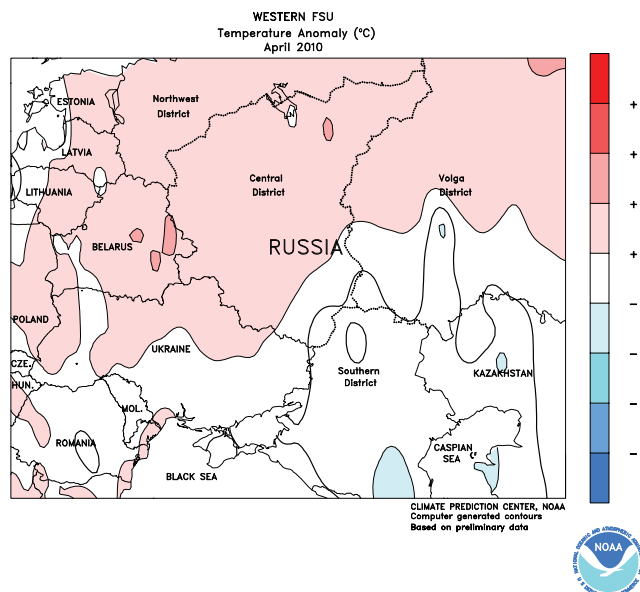 WESTERN FSU
Temperature Anomaly (°C)
April 2010
ESTONIA
Northwest
District
LATVIA
LITHUANIA
Central
District
Volga
District
BELARUS
RUSSIA
POLAND
UKRAINE
CZE.
HUN.
MOL.
ROMANIA
Southern
District
KAZAKHSTAN
CASPIAN
SEA
BLACK SEA
+
+
+
+
-
-
-
-
CLIMATE PREDICTION CENTER, NOAA
Computer generated contours
Based on preliminary data
NOAA